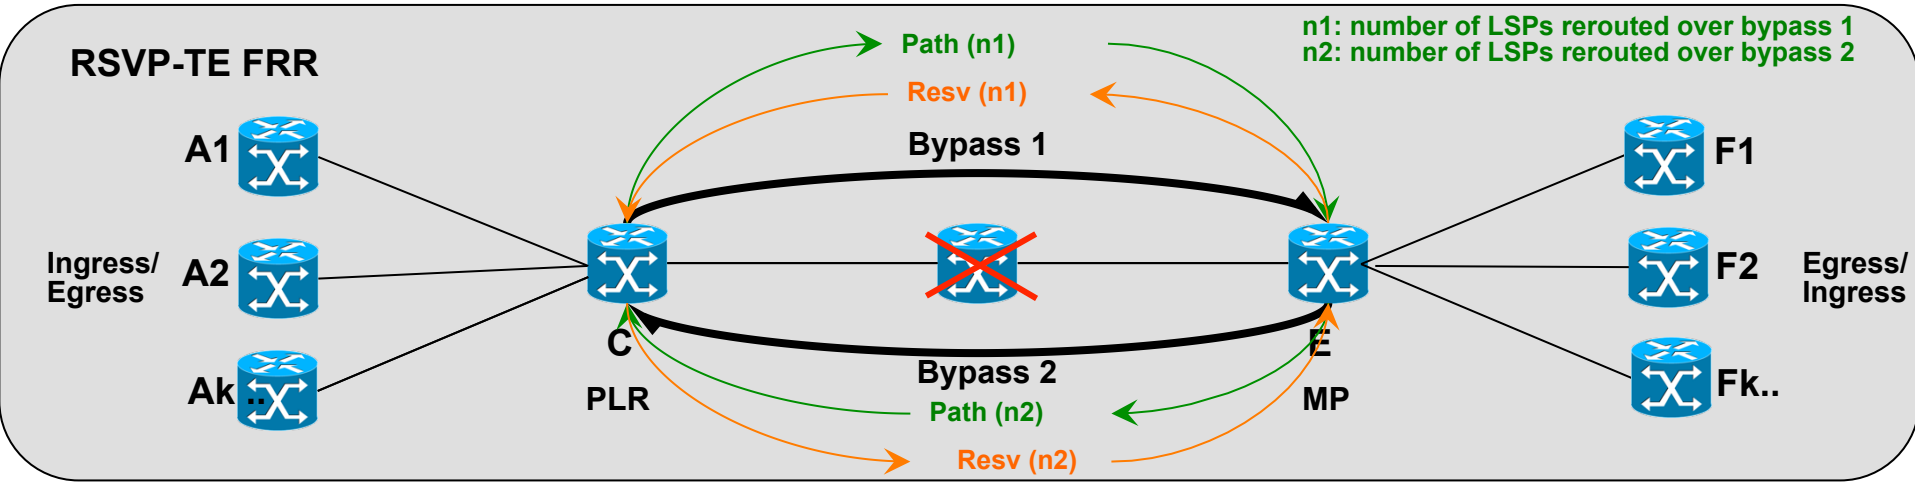 n1: number of LSPs rerouted over bypass 1
n2: number of LSPs rerouted over bypass 2
RSVP-TE FRR
Path (n1)
Resv (n1)
Bypass 1
A1
F1
Ingress/
Egress
A2
F2
Egress/
Ingress
C
E
Ak ..
Fk..
PLR
MP
Bypass 2
Path (n2)
Resv (n2)